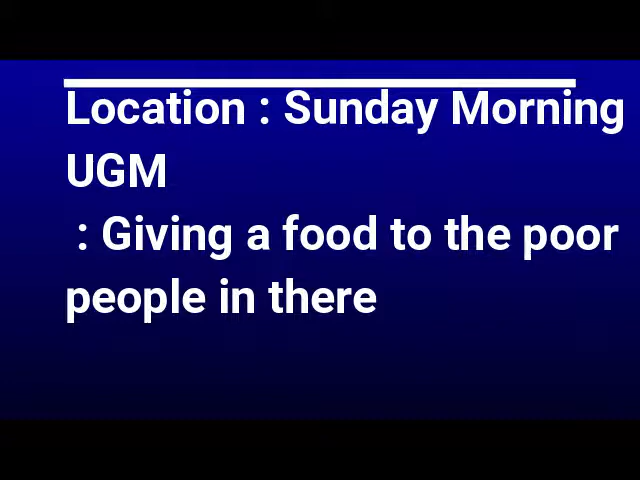 Location : Sunday Morning
UGM
: Giving a food to the poor
people in there